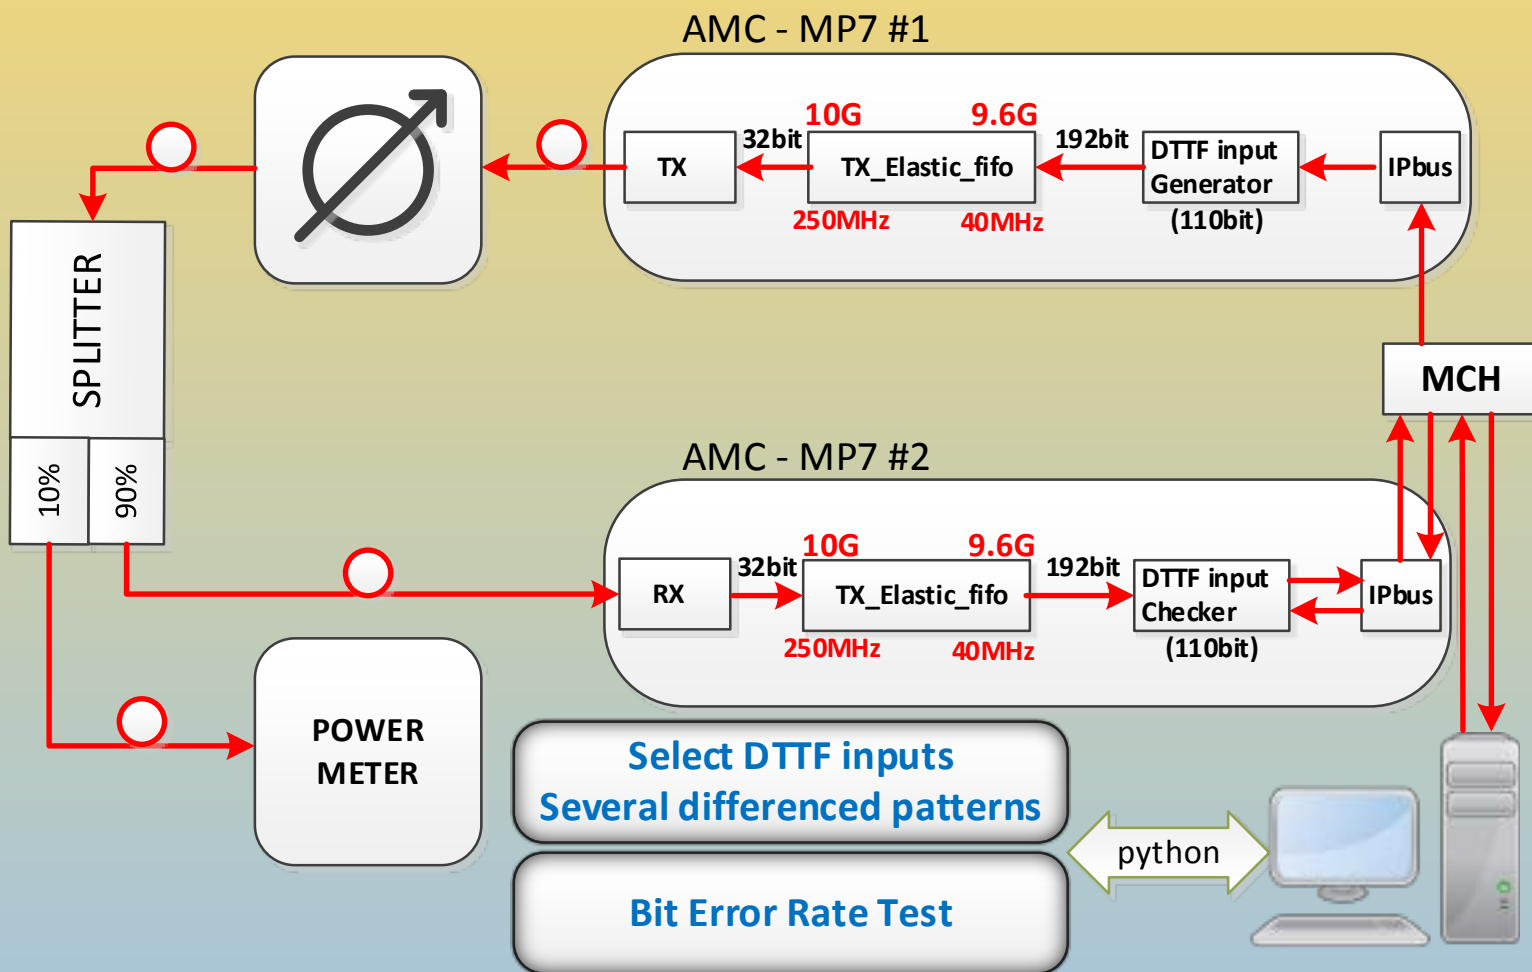 AMC - MP7 #1
10G
9.6G
32bit
192bit
TX
TX_Elastic_fifo
DTTF input
Generator
(110bit)
IPbus
250MHz
40MHz
SPLITTER
10%
90%
MCH
AMC - MP7 #2
10G
9.6G
32bit
192bit
RX
TX_Elastic_fifo
DTTF input
Checker
(110bit)
IPbus
250MHz
40MHz
POWER
METER
Select DTTF inputs
Several differenced patterns
python
Bit Error Rate Test